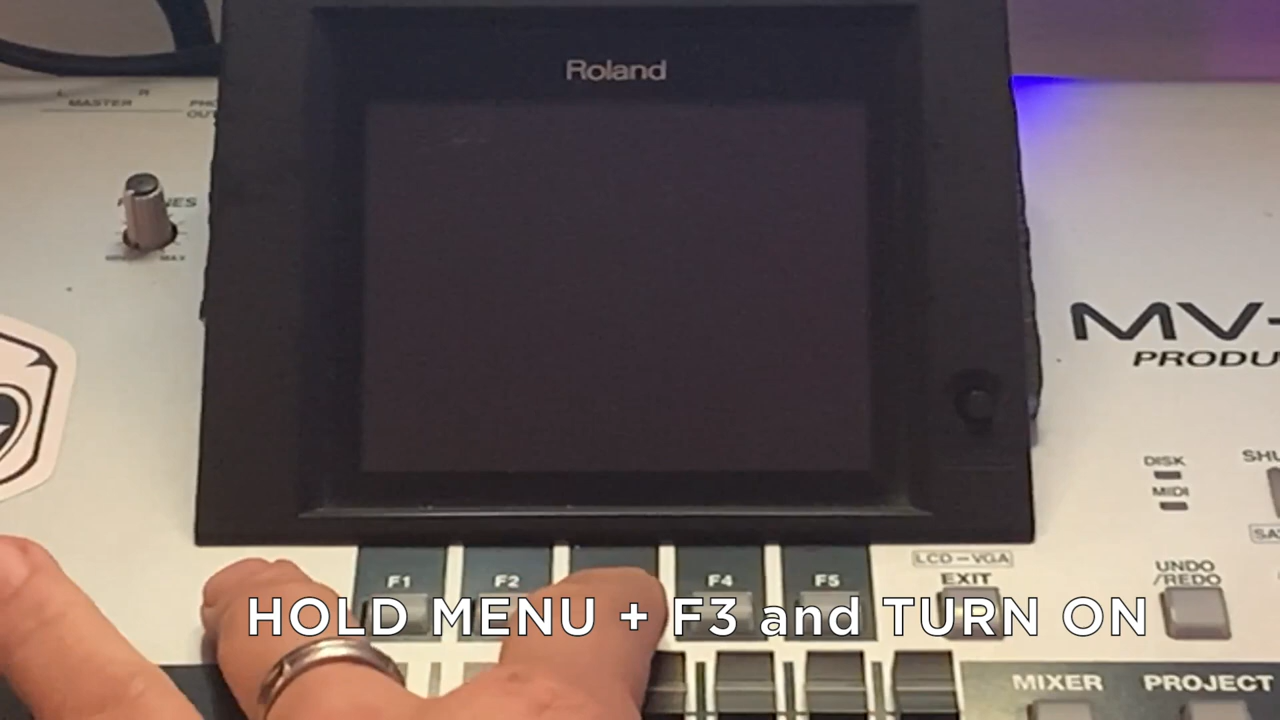 Roland
L R
MASTER
MAX
MV-
PRODU
DISK
MIDI
LCD-VGA
EXIT
UNDO
/REDO
F1
F2
F4
F5
HOLD MENU + F3 and TURN ON
MIXER
PROJECT